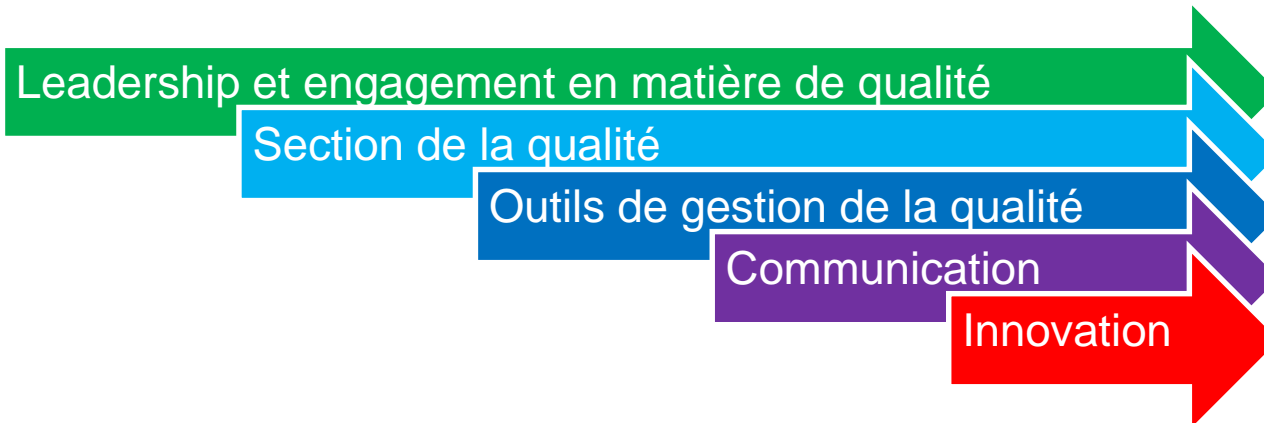 Leadership et engagement en matière de qualité
Section de la qualité
Outils de gestion de la qualité
Communication
Innovation